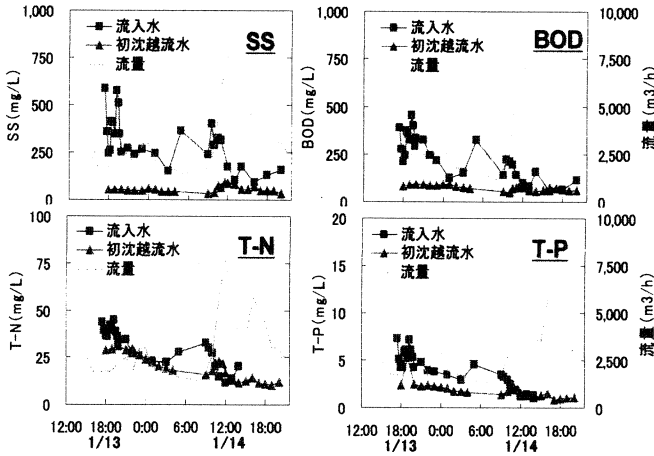 1,000
750
500
250
0
SS(mg/L)
流入水
初沈越流水
流量
SS
1,000
750
500
250
0
BOD(mg/L)
流入水
初沈越流水
流量
BOD
10,000
7,500
5,000
2,500
0
流量(m3/h)
100
75
50
25
0
T-N(mg/L)
流入水
初沈越流水
流量
T-N
12:00
18:00
0:00
6:00
12:00
18:00
1/13
1/14
20
15
10
5
0
T-P(mg/L)
流入水
初沈越流水
流量
T-P
10,000
7,500
5,000
2,500
0
流量(m3/h)
12:00
18:00
0:00
6:00
12:00
18:00
1/13
1/14